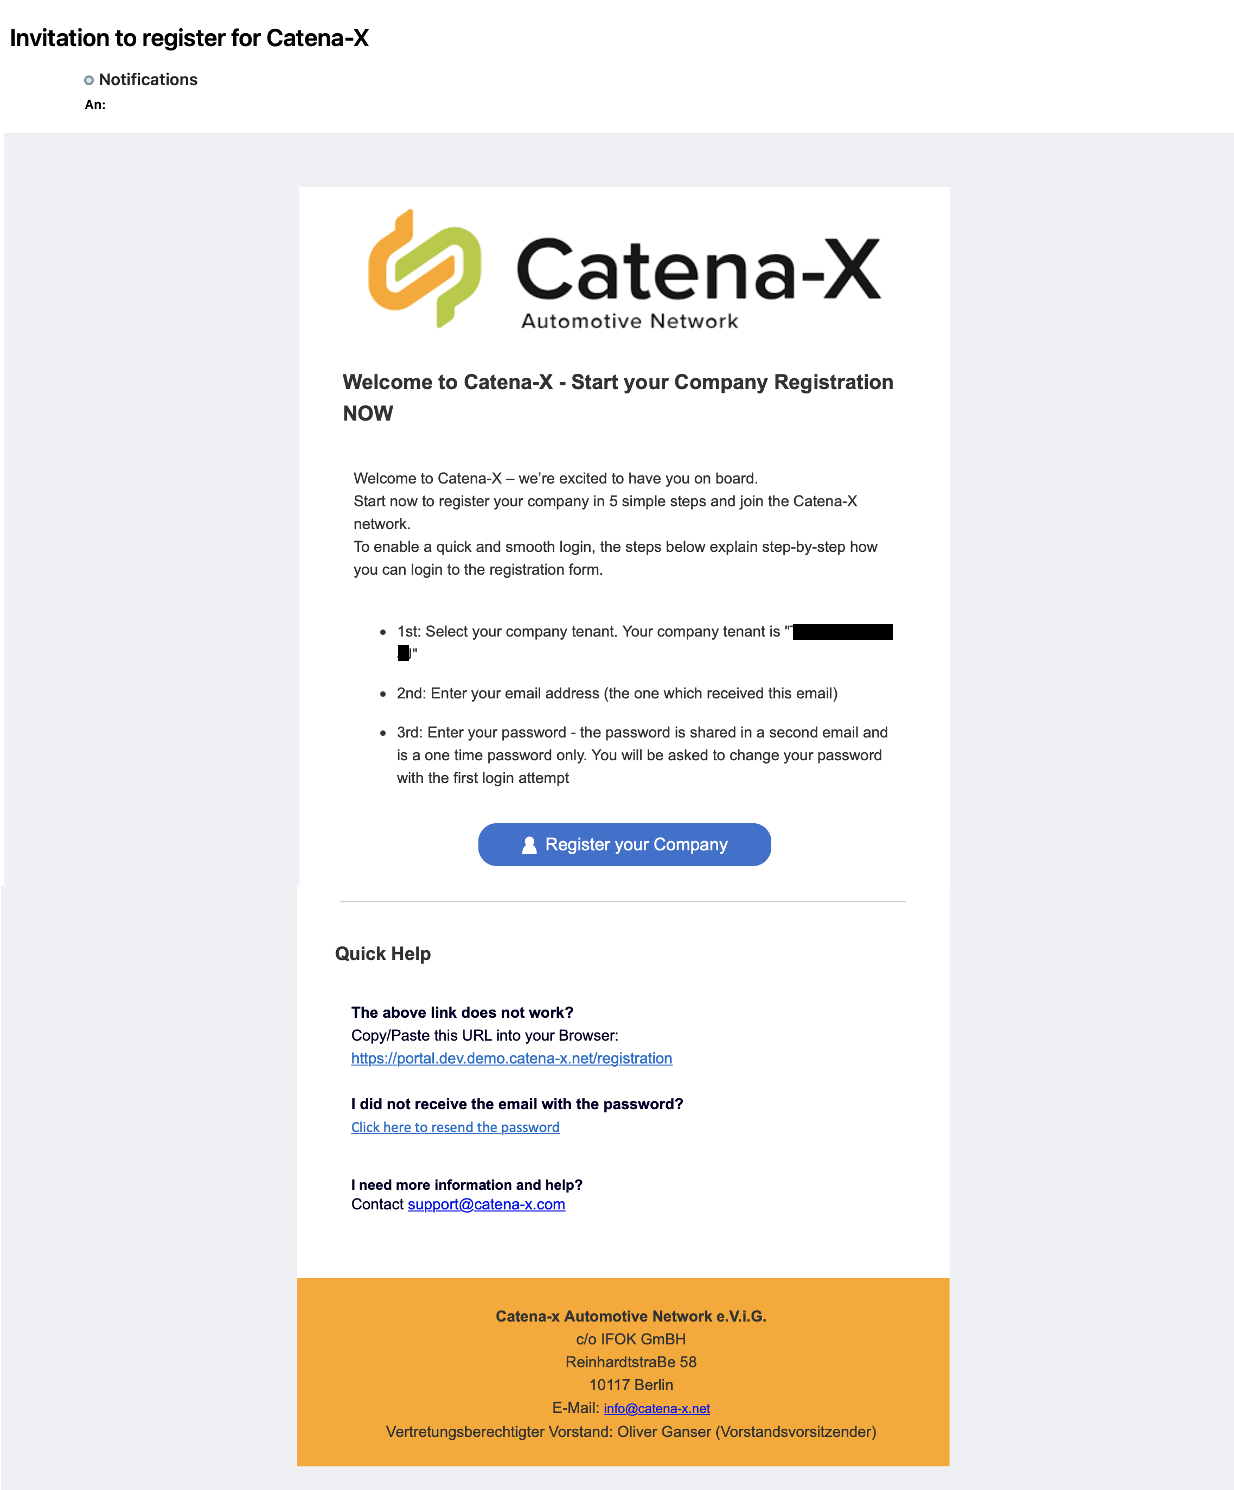 Invitation to register for Catena-X
Notifications
An:
Catena-X
Automotive Network
Welcome to Catena-X - Start your Company Registration
NOW
Welcome to Catena-X – we're excited to have you on board.
Start now to register your company in 5 simple steps and join the Catena-X
network.
To enable a quick and smooth login, the steps below explain step-by-step how
you can login to the registration form.
• 1st: Select your company tenant. Your company tenant is "
"
• 2nd: Enter your email address (the one which received this email)
• 3rd: Enter your password - the password is shared in a second email and
is a one time password only. You will be asked to change your password
with the first login attempt
Register your Company
Quick Help
The above link does not work?
Copy/Paste this URL into your Browser:
https://portal.dev.demo.catena-x.net/registration
I did not receive the email with the password?
Click here to resend the password
I need more information and help?
Contact support@catena-x.com
Catena-x Automotive Network e.V.i.G.
c/o IFOK GmBH
ReinhardtstraBe 58
10117 Berlin
E-Mail: info@catena-x.net
Vertretungsberechtigter Vorstand: Oliver Ganser (Vorstandsvorsitzender)